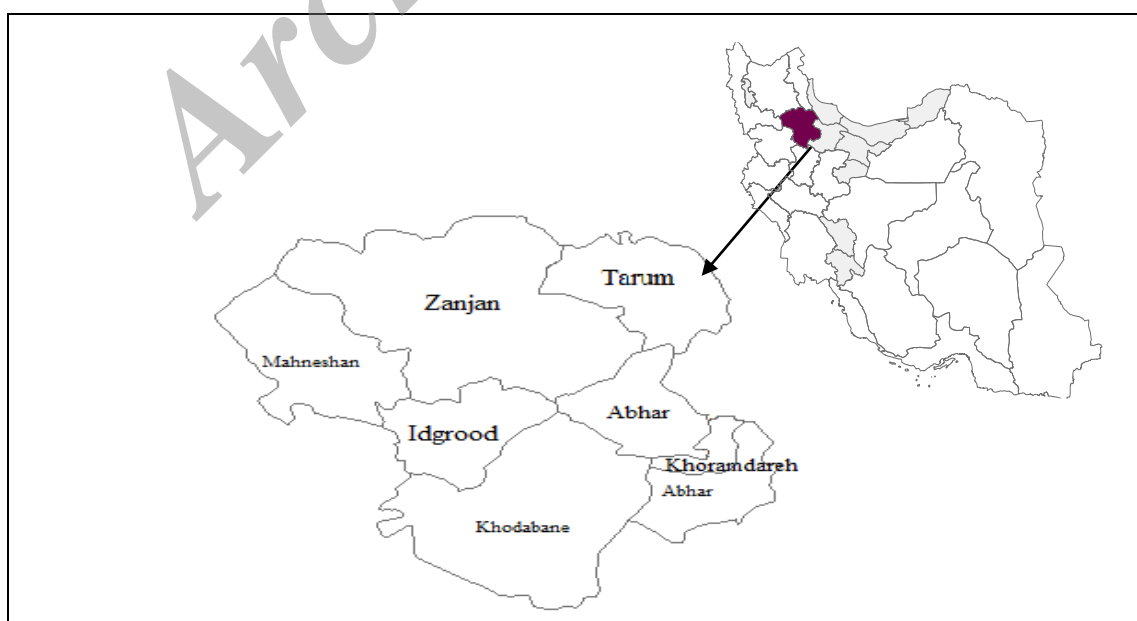 Arc
Tarum
Zanjan
Mahneshan
Abhar
Idgrood
Khoramdareh
Abhar
Khodabane